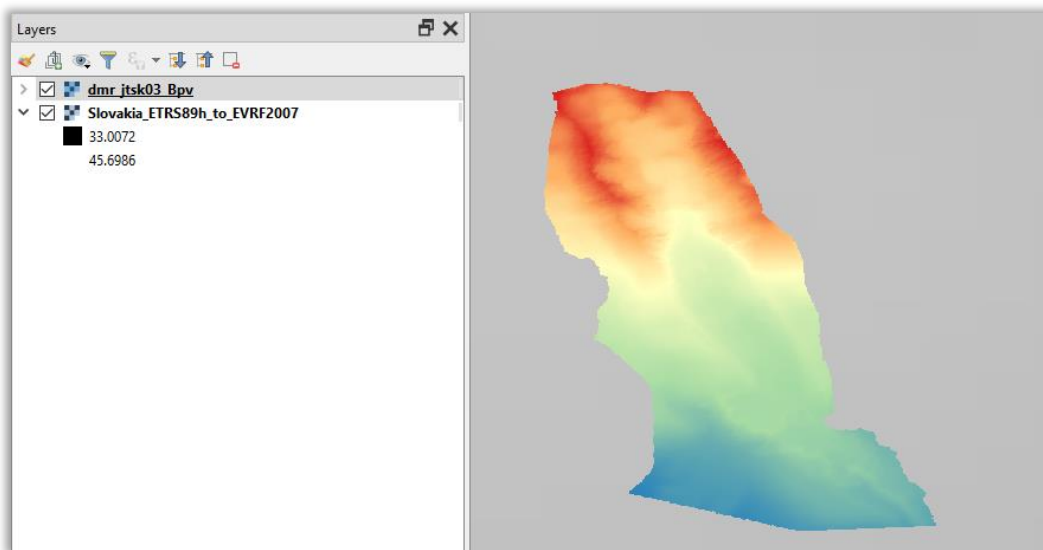 Layers
dmr_jtsk03_Bpv
Slovakia_ETRS89h_to_EVRF2007
33.0072
45.6986